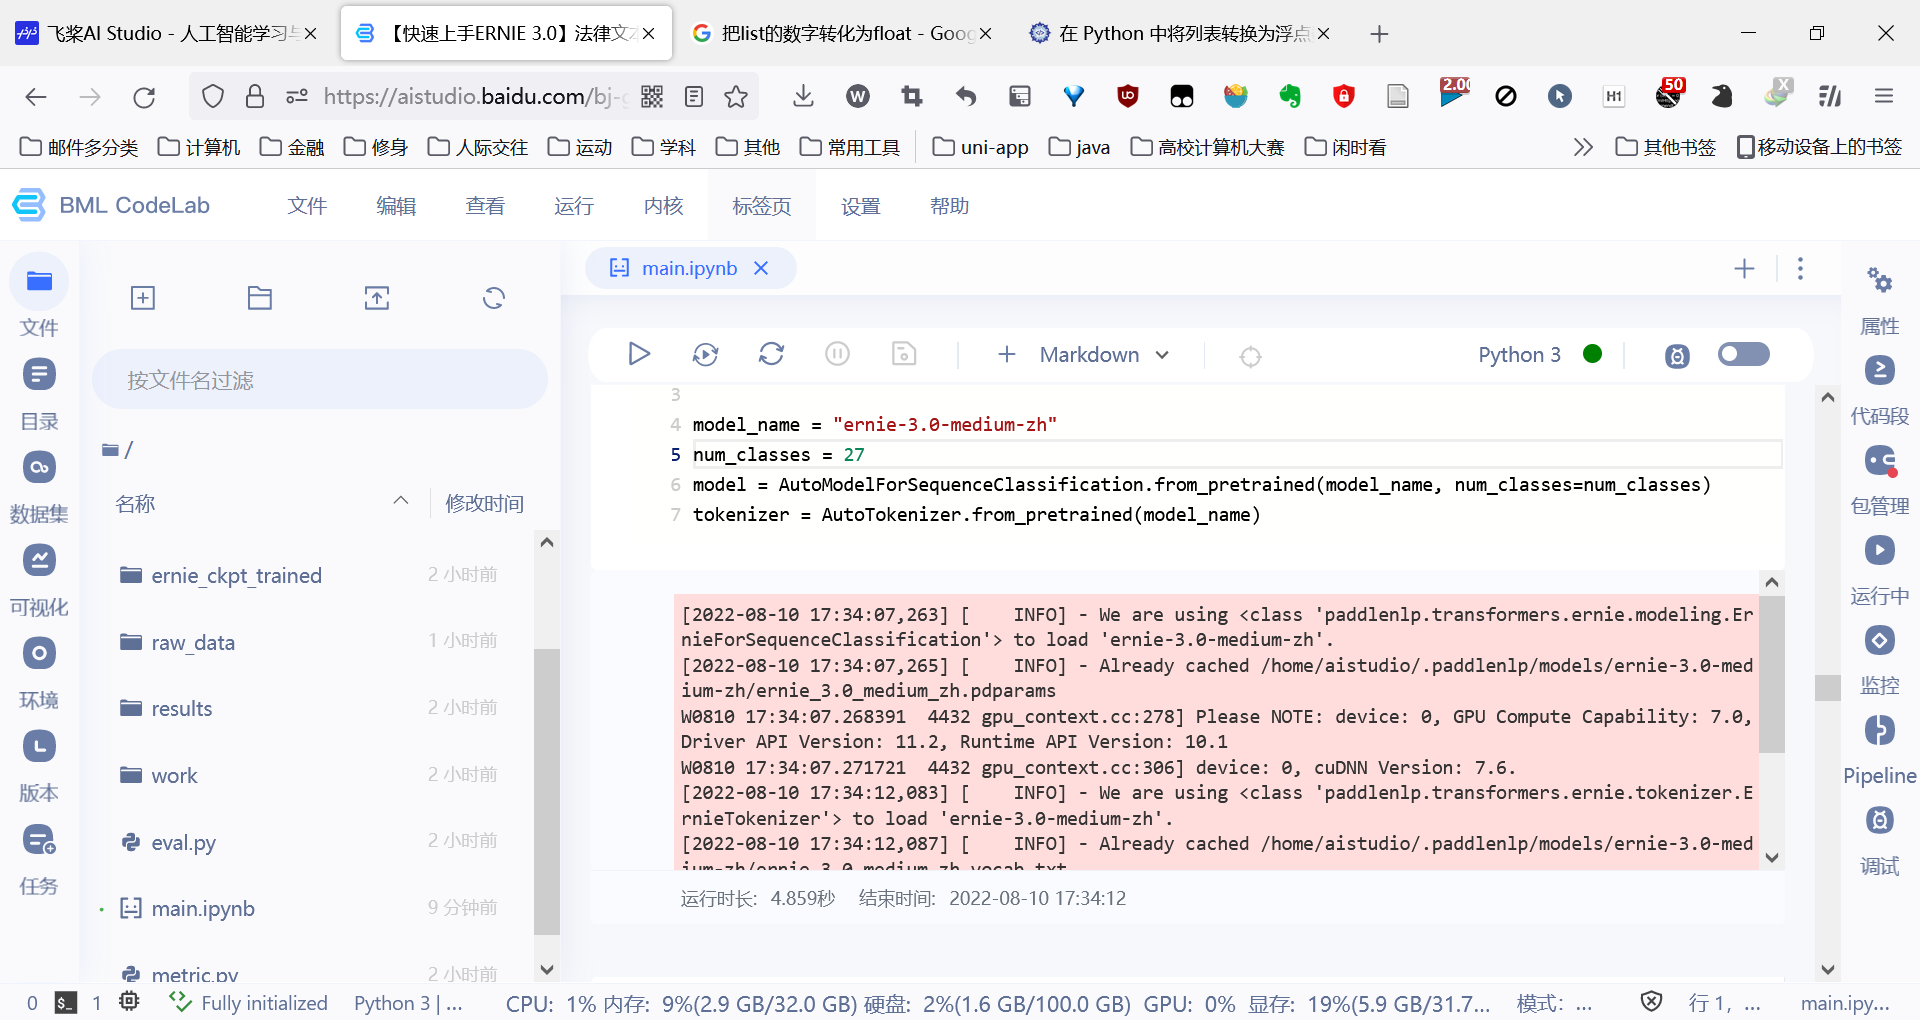 飞桨AI Studio - 人工智能学习与
【快速上手ERNIE 3.0】法律文本
把list的数字转化为float - Goog
在 Python 中将列表转换为浮点
https://aistudio.baidu.com/bj-
2.00
50
H1
邮件多分类 计算机 金融 修身 人际交往 运动 学科 其他 常用工具 uni-app java 高校计算机大赛 闲时看 其他书签 移动设备上的书签
BML CodeLab 文件 编辑 查看 运行 内核 标签页 设置 帮助
main.ipynb
文件
目录
数据集
可视化
环境
版本
任务
按文件名过滤
/
名称 修改时间
ernie_ckpt_trained 2 小时前
raw_data 1 小时前
results 2 小时前
work 2 小时前
eval.py 2 小时前
main.ipynb 9 分钟前
metric.py 2 小时前
Markdown Python 3
3
4 model_name = "ernie-3.0-medium-zh"
5 num_classes = 27
6 model = AutoModelForSequenceClassification.from_pretrained(model_name, num_classes=num_classes)
7 tokenizer = AutoTokenizer.from_pretrained(model_name)
[2022-08-10 17:34:07,263] [    INFO] - We are using <class 'paddlenlp.transformers.ernie.modeling.Er
nieForSequenceClassification'> to load 'ernie-3.0-medium-zh'.
[2022-08-10 17:34:07,265] [    INFO] - Already cached /home/aistudio/.paddlenlp/models/ernie-3.0-med
ium-zh/ernie_3.0_medium_zh.pdparams
W0810 17:34:07.268391  4432 gpu_context.cc:278] Please NOTE: device: 0, GPU Compute Capability: 7.0,
Driver API Version: 11.2, Runtime API Version: 10.1
W0810 17:34:07.271721  4432 gpu_context.cc:306] device: 0, cuDNN Version: 7.6.
[2022-08-10 17:34:12,083] [    INFO] - We are using <class 'paddlenlp.transformers.ernie.tokenizer.E
rnieTokenizer'> to load 'ernie-3.0-medium-zh'.
[2022-08-10 17:34:12,087] [    INFO] - Already cached /home/aistudio/.paddlenlp/models/ernie-3.0-med
ium-zh/ernie_3.0_medium_zh_vocab.txt
运行时长: 4.859秒 结束时间: 2022-08-10 17:34:12
属性
代码段
包管理
运行中
监控
Pipeline
调试
0 1 Fully initialized Python 3 | ... CPU: 1% 内存: 9%(2.9 GB/32.0 GB) 硬盘: 2%(1.6 GB/100.0 GB) GPU: 0% 显存: 19%(5.9 GB/31.7... 模式: ... 行 1, ... main.ipy...